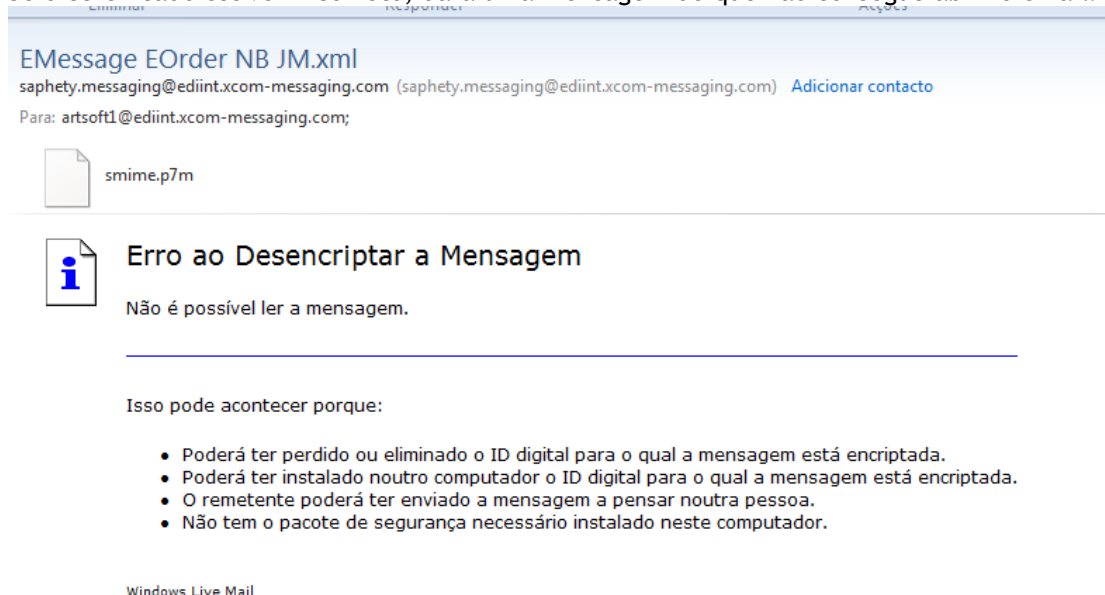 Responder
EMessage EOrder NB JM.xml
saphety.messaging@ediint.xcom-messaging.com (saphety.messaging@ediint.xcom-messaging.com) Adicionar contacto
Para: artsoft1@ediint.xcom-messaging.com;
smime.p7m
Erro ao Desencriptar a Mensagem
Não é possível ler a mensagem.
Isso pode acontecer porque:
• Poderá ter perdido ou eliminado o ID digital para o qual a mensagem está encriptada.
• Poderá ter instalado noutro computador o ID digital para o qual a mensagem está encriptada.
• O remetente poderá ter enviado a mensagem a pensar noutra pessoa.
• Não tem o pacote de segurança necessário instalado neste computador.
Windows Live Mail